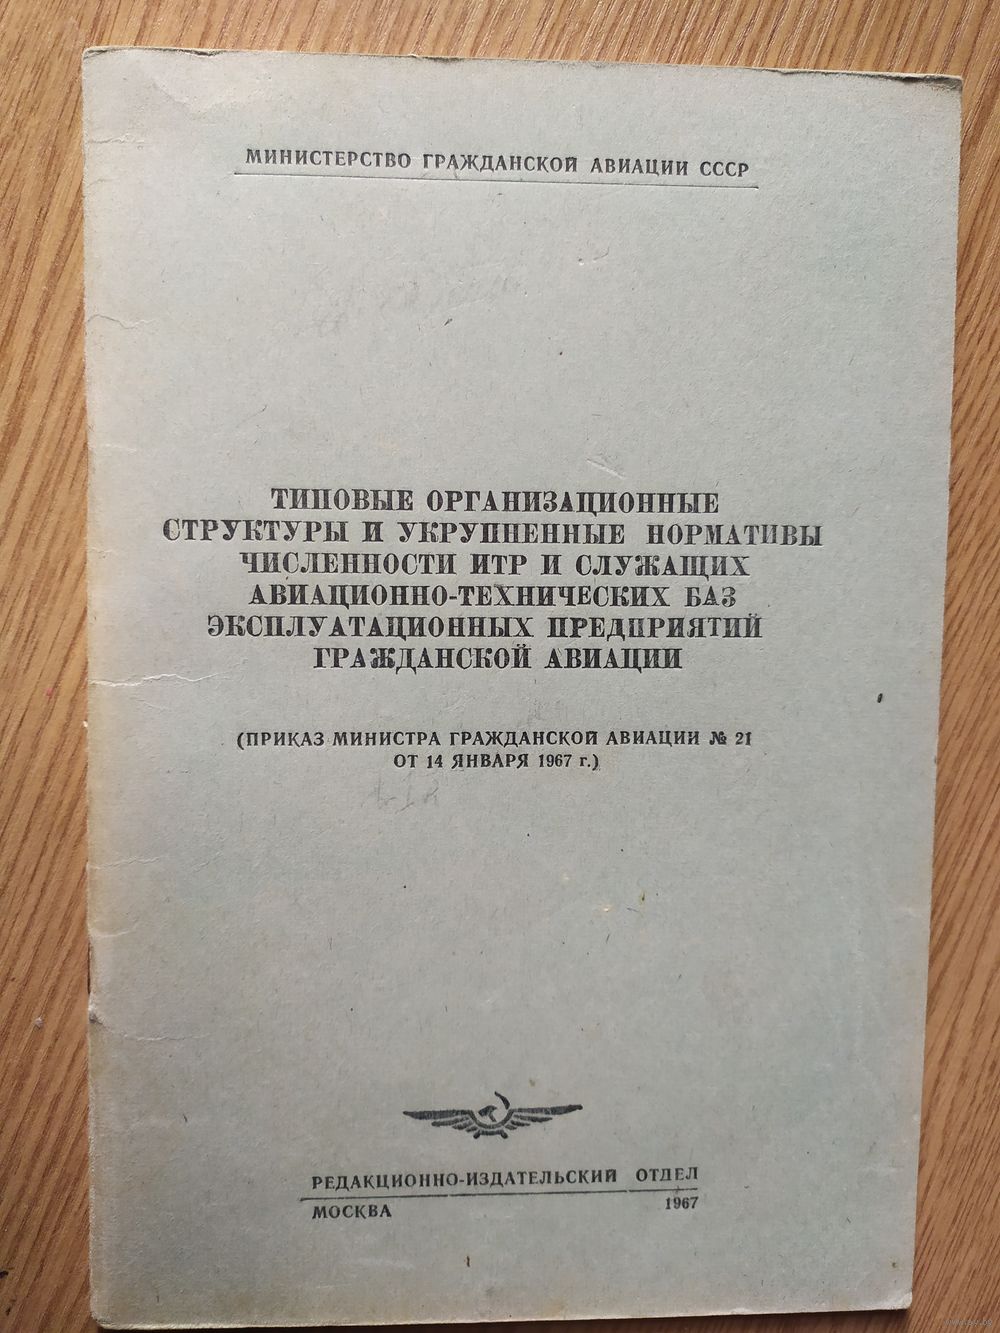 МИНИСТЕРСТВО ГРАЖДАНСКОЙ АВИАЦИИ СССР
ТИПОВЫЕ ОРГАНИЗАЦИОННЫЕ
СТРУКТУРЫ И УКРУПНЕННЫЕ НОРМАТИВЫ
ЧИСЛЕННОСТИ ИТР И СЛУЖАЩИХ
АВИАЦИОННО-ТЕХНИЧЕСКИХ БАЗ
ЭКСПЛУАТАЦИОННЫХ ПРЕДПРИЯТИЙ
ГРАЖДАНСКОЙ АВИАЦИИ
(ПРИКАЗ МИНИСТРА ГРАЖДАНСКОЙ АВИАЦИИ № 21
ОТ 14 ЯНВАРЯ 1967 г.)
РЕДАКЦИОННО-ИЗДАТЕЛЬСКИЙ ОТДЕЛ
МОСКВА 1967